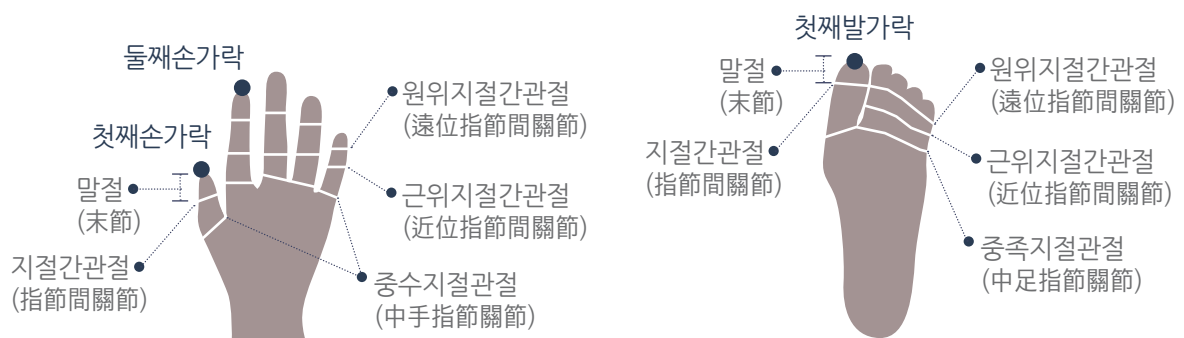 둘째손가락
첫째손가락
말절
(末節)
지절간관절
(指節間關節)
원위지절간관절
(遠位指節間關節)
근위지절간관절
(近位指節間關節)
중수지절관절
(中手指節關節)
첫째발가락
말절
(末節)
지절간관절
(指節間關節)
원위지절간관절
(遠位指節間關節)
근위지절간관절
(近位指節間關節)
중족지절관절
(中足指節關節)